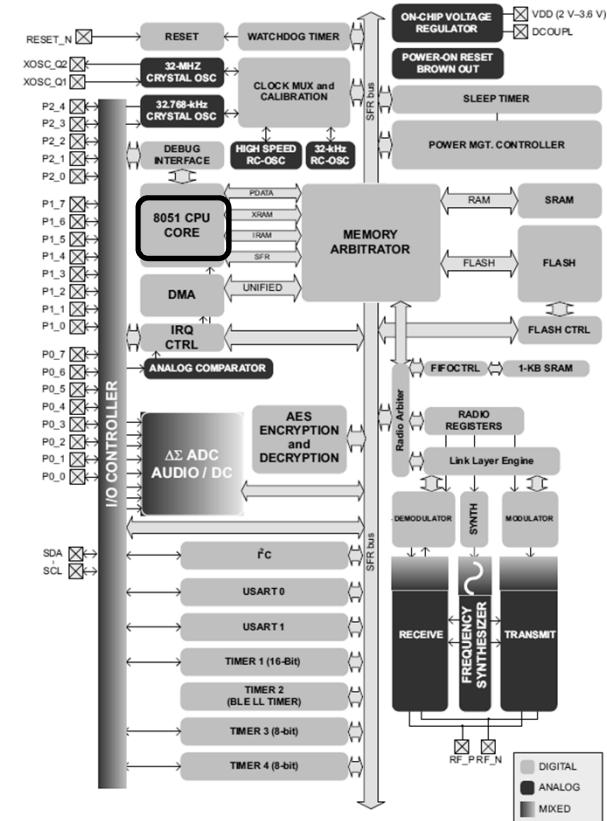 RESET_N
XOSC_Q2
XOSC_Q1
P2_4
P2_3
P2_2
P2_1
P2_0
P1_7
P1_6
P1_5
P1_4
P1_3
P1_2
P1_1
P1_0
P0_7
P0_6
P0_5
P0_4
P0_3
P0_2
P0_1
P0_0
SDA
SCL
I/O CONTROLLER
RESET
WATCHDOG TIMER
32-MHZ
CRYSTAL OSC
32.768-kHz
CRYSTAL OSC
CLOCK MUX and
CALIBRATION
DEBUG
INTERFACE
HIGH SPEED
RC-OSC
32-kHz
RC-OSC
SFR bus
ON-CHIP VOLTAGE
REGULATOR
VDD (2 V–3.6 V)
DCOUPL
POWER-ON RESET
BROWN OUT
SLEEP TIMER
POWER MGT. CONTROLLER
8051 CPU
CORE
PDATA
XRAM
IRAM
SFR
MEMORY
ARBITRATOR
RAM
SRAM
FLASH
FLASH
DMA
UNIFIED
IRQ
CTRL
FLASH CTRL
ANALOG COMPARATOR
Radio Arbiter
FIFOCTRL
1-KB SRAM
ΔΣ ADC
AUDIO / DC
AES
ENCRYPTION
and
DECRYPTION
RADIO
REGISTERS
Link Layer Engine
DEMODULATOR
SYNTH
MODULATOR
SFR bus
I²C
USART 0
USART 1
TIMER 1 (16-Bit)
TIMER 2
(BLE LL TIMER)
TIMER 3 (8-bit)
TIMER 4 (8-bit)
RECEIVE
FREQUENCY
SYNTHESIZER
TRANSMIT
RF_P
RF_N
DIGITAL
ANALOG
MIXED